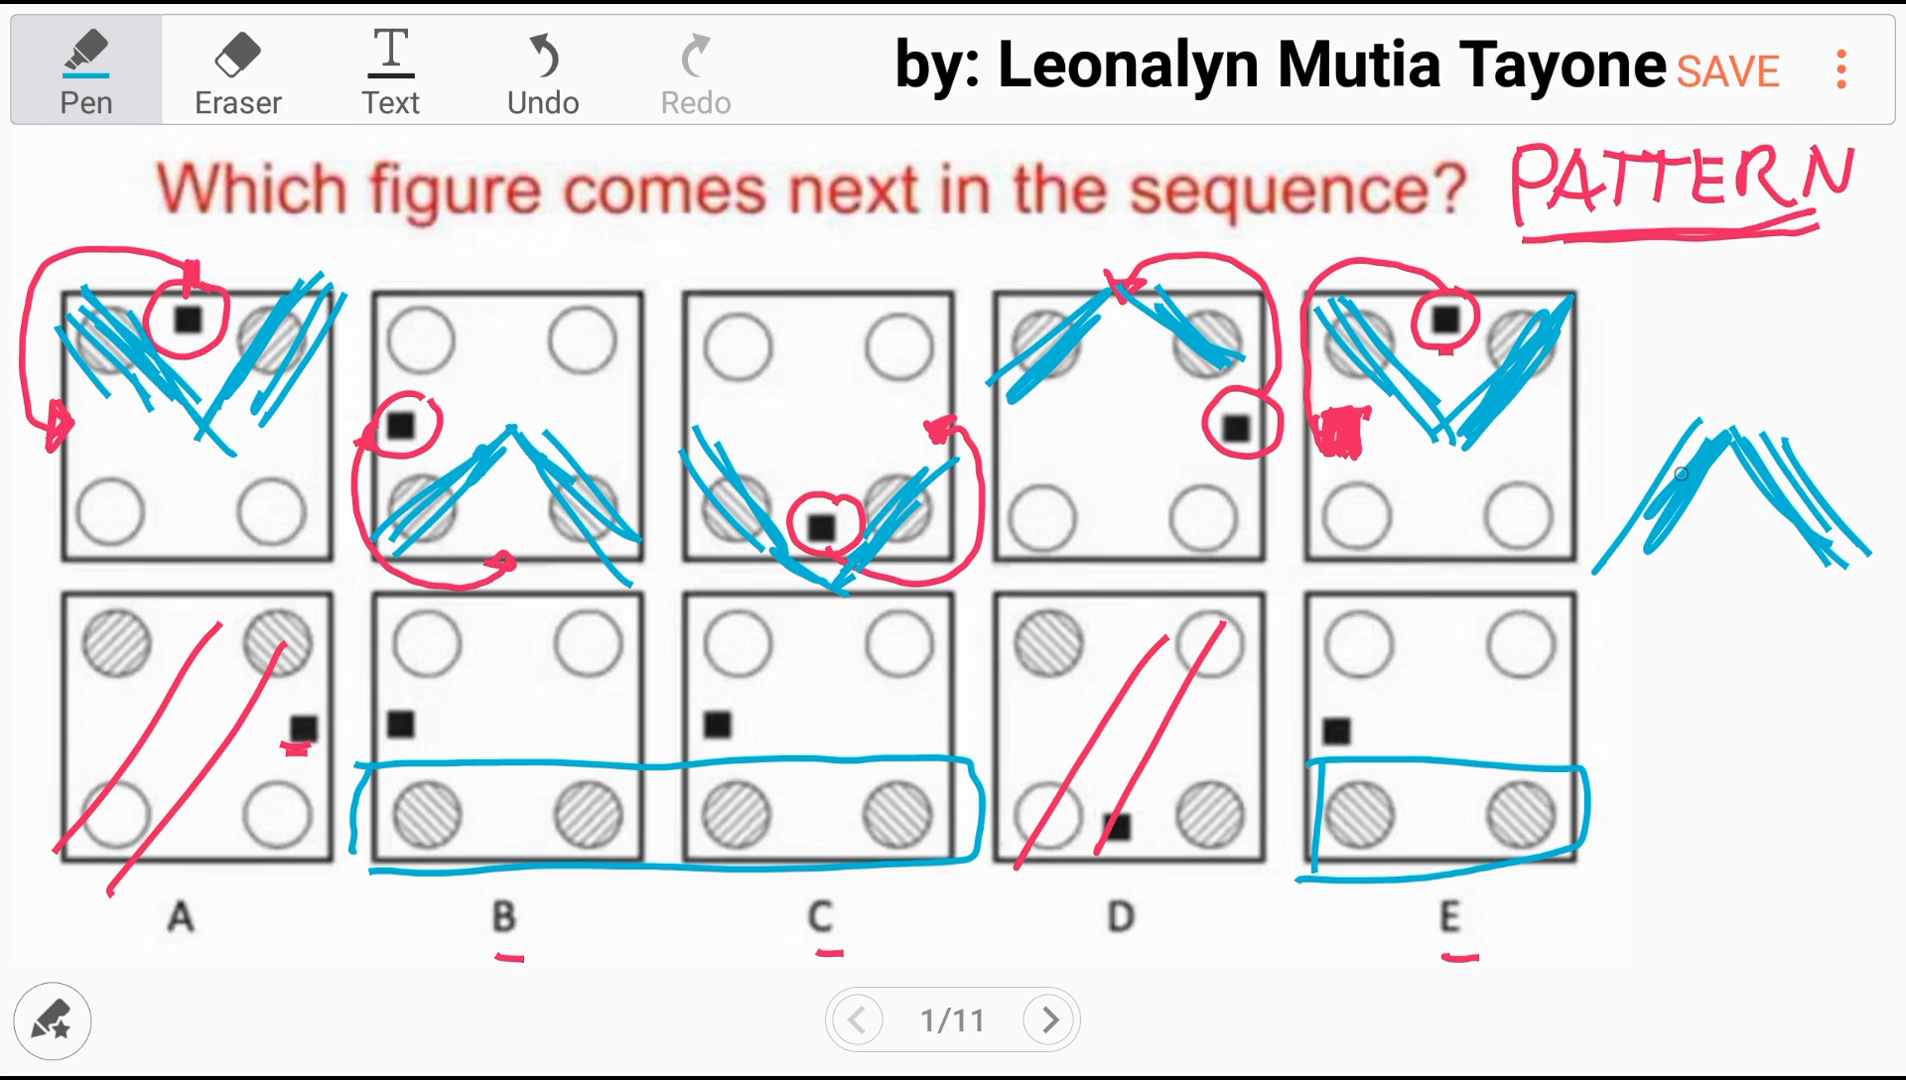 Pen Eraser Text Undo Redo by: Leonalyn Mutia Tayone SAVE
Which figure comes next in the sequence? PATTERN
A B C D E
1/11